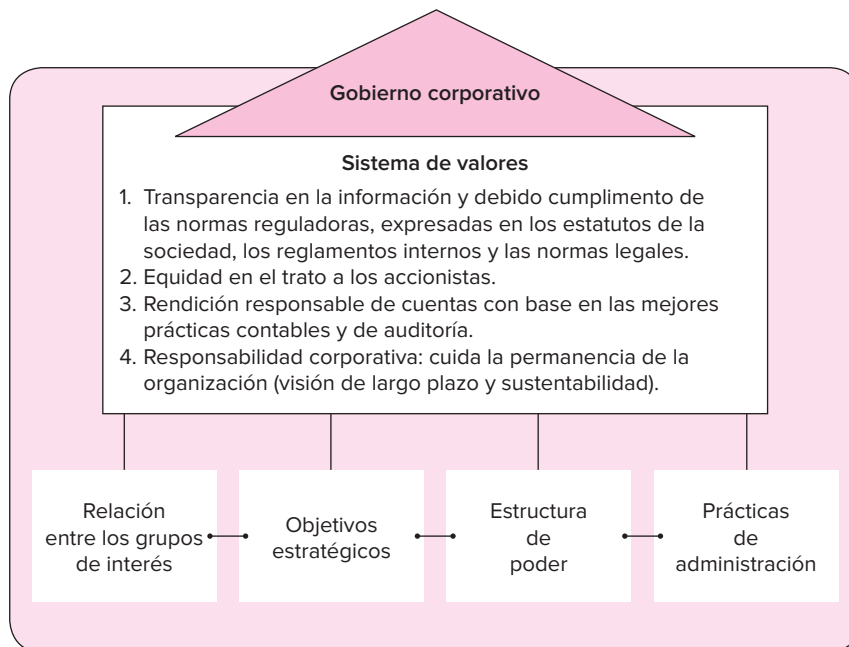 Gobierno corporativo
Sistema de valores
1. Transparencia en la información y debido cumplimento de
las normas reguladoras, expresadas en los estatutos de la
sociedad, los reglamentos internos y las normas legales.
2. Equidad en el trato a los accionistas.
3. Rendición responsable de cuentas con base en las mejores
prácticas contables y de auditoría.
4. Responsabilidad corporativa: cuida la permanencia de la
organización (visión de largo plazo y sustentabilidad).
Relación
entre los grupos
de interés
Objetivos
estratégicos
Estructura
de
poder
Prácticas
de
administración